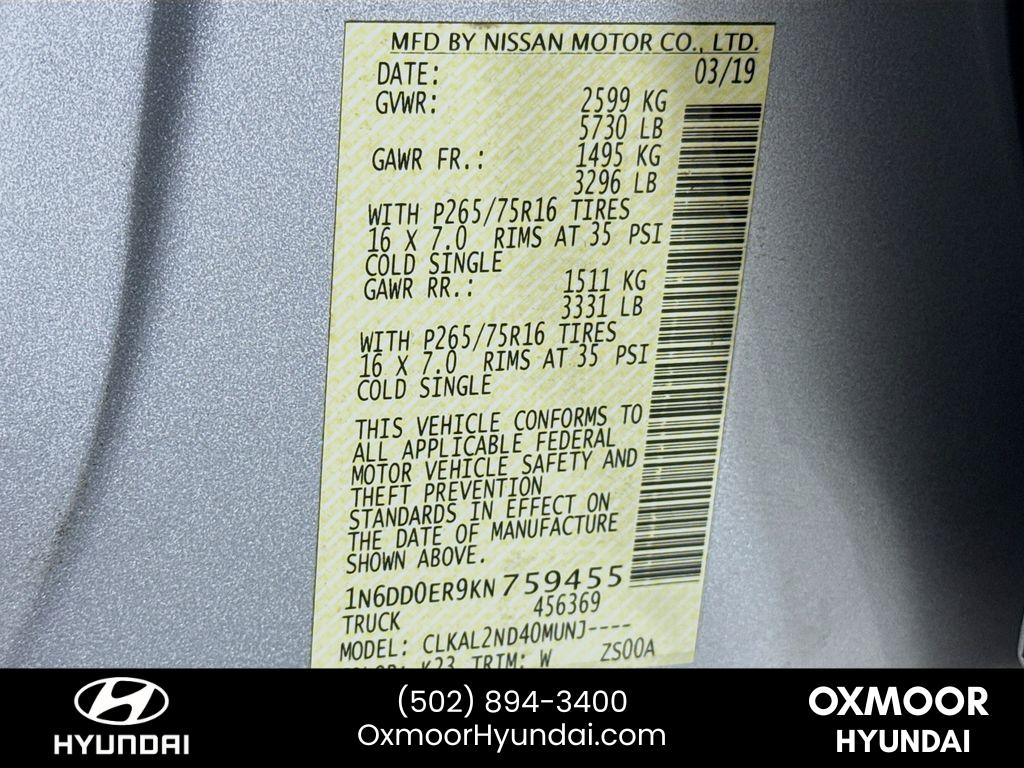 MFD BY NISSAN MOTOR CO., LTD.
DATE: 03/19
GVWR: 2599 KG
5730 LB
GAWR FR.: 1495 KG
3296 LB
WITH P265/75R16 TIRES
16 X 7.0 RIMS AT 35 PSI
COLD SINGLE
GAWR RR.: 1511 KG
3331 LB
WITH P265/75R16 TIRES
16 X 7.0 RIMS AT 35 PSI
COLD SINGLE
THIS VEHICLE CONFORMS TO
ALL APPLICABLE FEDERAL
MOTOR VEHICLE SAFETY AND
THEFT PREVENTION
STANDARDS IN EFFECT ON
THE DATE OF MANUFACTURE
SHOWN ABOVE.
1N6DD0ER9KN759455
TRUCK 456369
MODEL: CLKAL2ND40MUNJ----
K23 TRIM: W ZS00A
HYUNDAI
(502) 894-3400
OxmoorHyundai.com
OXMOOR
HYUNDAI